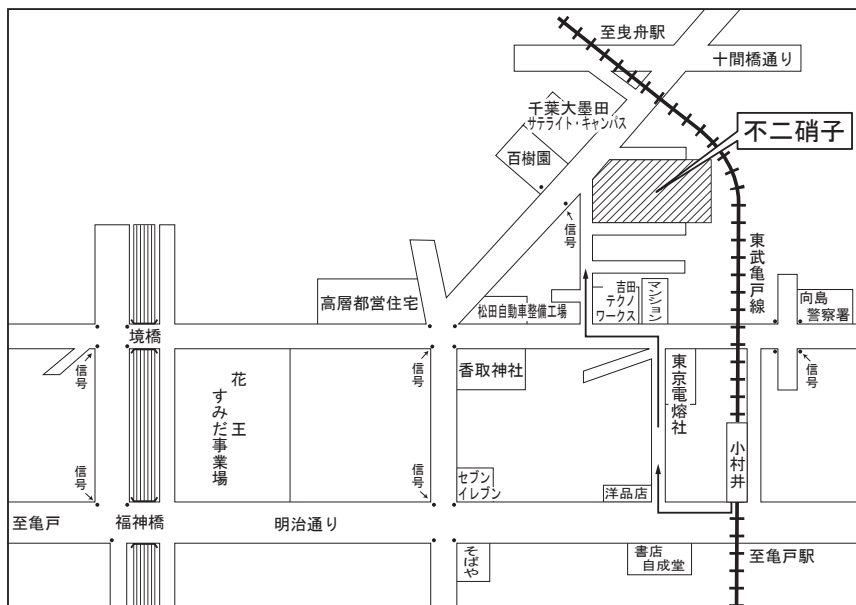 至曳舟駅
十間橋通り
千葉大墨田
サテライト・キャンパス
不二硝子
百樹園
信号
東武亀戸線
高層都営住宅
松田自動車整備工場
吉田
テクノ
ワークス
マンション
向島
警察署
境橋
信号
信号
信号
花王
すみだ事業場
香取神社
東京電熔社
小村井
信号
信号
セブン
イレブン
洋品店
至亀戸
福神橋
明治通り
そばや
書店
自成堂
至亀戸駅